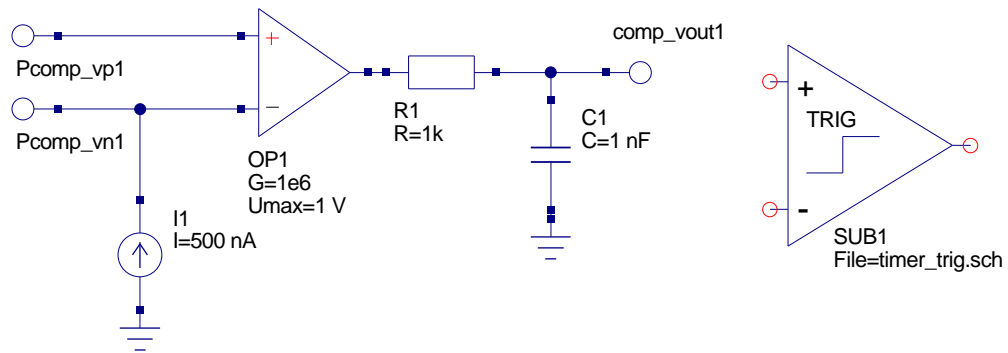 Pcomp_vp1
Pcomp_vn1
+
−
OP1
G=1e6
Umax=1 V
I1
I=500 nA
R1
R=1k
comp_vout1
C1
C=1 nF
+
TRIG
-
SUB1
File=timer_trig.sch